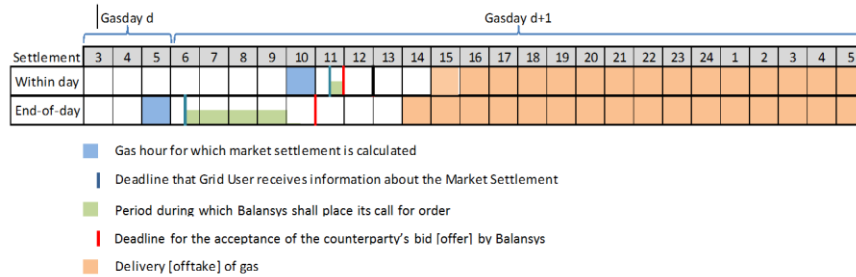 Gasday d Gasday d+1
Settlement 3 4 5 6 7 8 9 10 11 12 13 14 15 16 17 18 19 20 21 22 23 24 1 2 3 4 5
Within day
End-of-day
Gas hour for which market settlement is calculated
Deadline that Grid User receives information about the Market Settlement
Period during which Balansys shall place its call for order
Deadline for the acceptance of the counterparty's bid [offer] by Balansys
Delivery [offtake] of gas